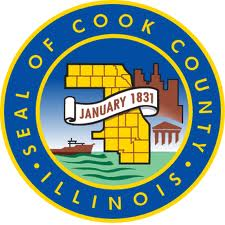 SEAL OF COOK COUNTY
JANUARY 1831
• ILLINOIS •